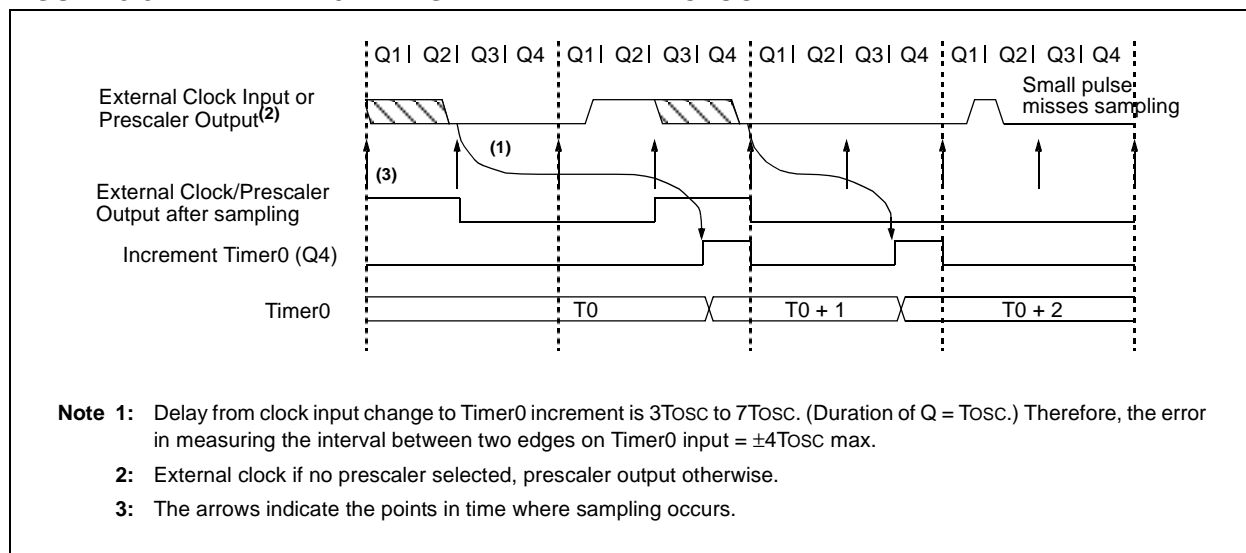 Q1| Q2| Q3| Q4 Q1| Q2| Q3| Q4 Q1| Q2| Q3| Q4 Q1| Q2| Q3| Q4
External Clock Input or
Prescaler Output(2)
Small pulse
misses sampling
(1)
(3)
External Clock/Prescaler
Output after sampling
Increment Timer0 (Q4)
Timer0 T0 T0 + 1 T0 + 2
Note 1: Delay from clock input change to Timer0 increment is 3TOSC to 7TOSC. (Duration of Q = TOSC.) Therefore, the error
in measuring the interval between two edges on Timer0 input = ±4TOSC max.
2: External clock if no prescaler selected, prescaler output otherwise.
3: The arrows indicate the points in time where sampling occurs.